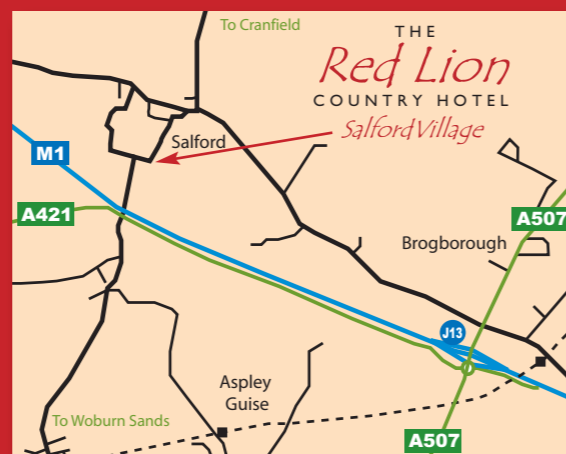 To Cranfield
THE
Red Lion
COUNTRY HOTEL
Salford Village
Salford
M1
A421
A507
Brogborough
J13
Aspley
Guise
To Woburn Sands
A507